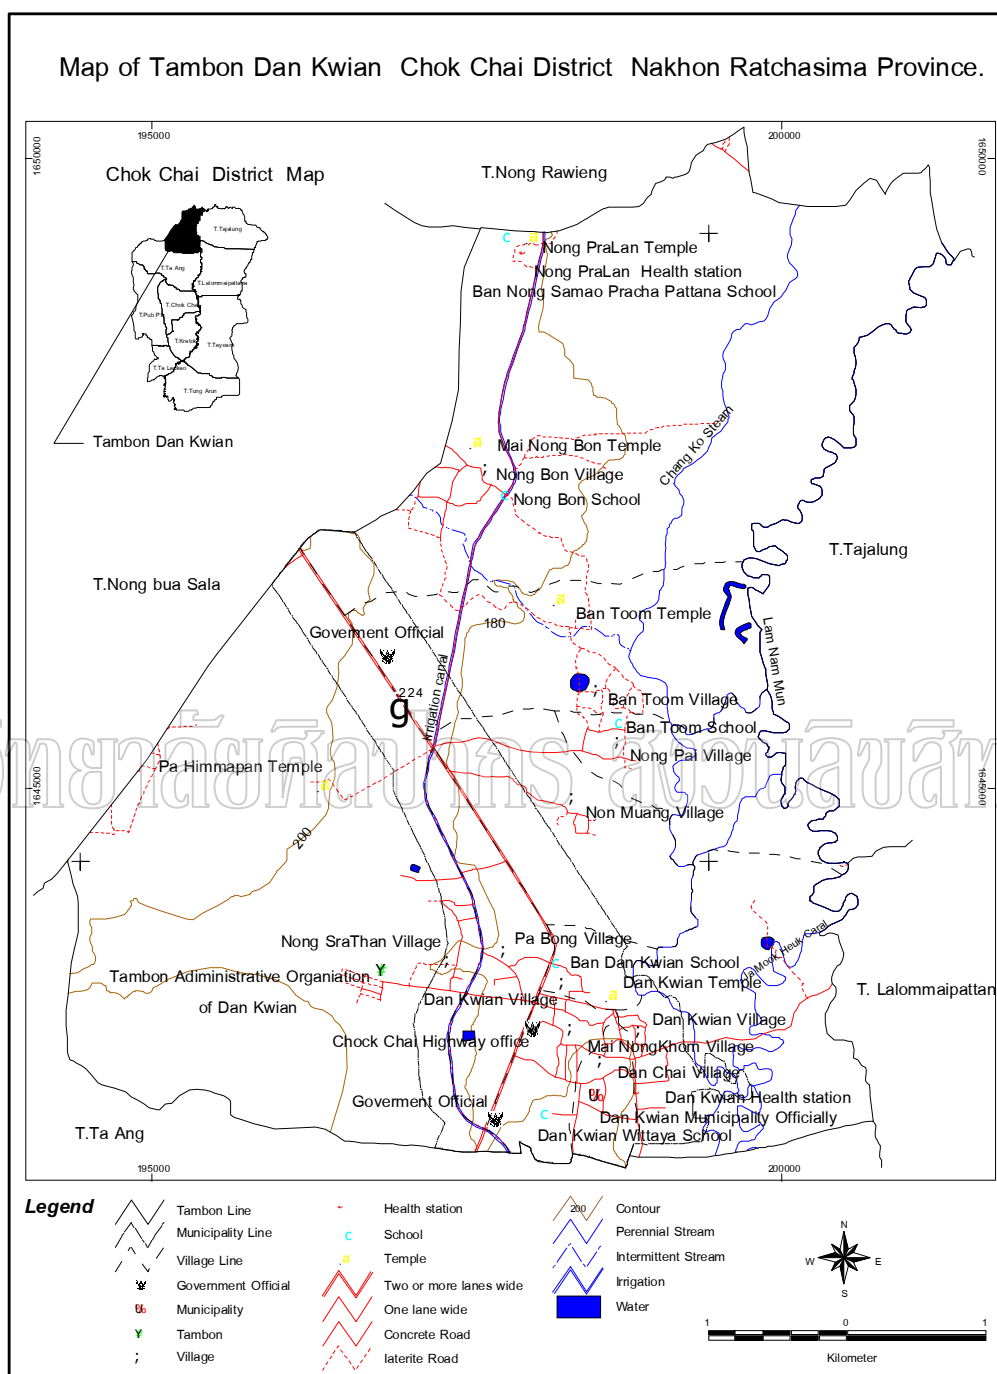 Map of Tambon Dan Kwian Chok Chai District Nakhon Ratchasima Province.
195000
200000
1650000
1650000
Chok Chai District Map
T.Nong Rawieng
T.Tajalung
T.Ta Ang
T.Lalommaipattana
T.Chok Chai
T.Kratok
T.Tung Arun
Tambon Dan Kwian
Nong PraLan Temple
Nong PraLan Health station
Ban Nong Samao Pracha Pattana School
Chang Ko Steam
Mai Nong Bon Temple
Nong Bon Village
Nong Bon School
T.Tajalung
T.Nong bua Sala
Ban Toom Temple
Lam Nam Mun
180
Goverment Official
Irrigation canal
224
Ban Toom Village
Ban Toom School
Nong Pai Village
Pa Himmapan Temple
1645000
1645000
Non Muang Village
200
Nong SraThan Village
Pa Bong Village
Ban Dan Kwian School
Tambon Adiministrative Organiation
of Dan Kwian
Dan Kwian Temple
T. Lalommaipattan
Dan Kwian Village
Dan Kwian Village
Chock Chai Highway office
Mai NongKhom Village
Dan Chai Village
Dan Kwian Health station
Goverment Official
Dan Kwian Municipality Officially
Dan Kwian Wittaya School
T.Ta Ang
195000
200000
Legend
Tambon Line
Municipality Line
Village Line
Government Official
Municipality
Tambon
Village
Health station
School
Temple
Two or more lanes wide
One lane wide
Concrete Road
laterite Road
200
Contour
Perennial Stream
Intermittent Stream
Irrigation
Water
N
W
E
S
1
0
1
Kilometer